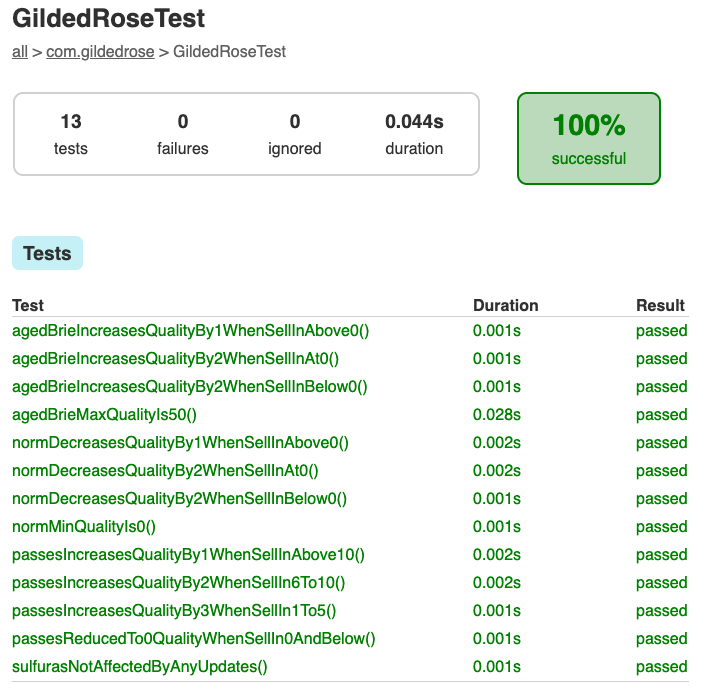 GildedRoseTest
all > com.gildedrose > GildedRoseTest
13 0 0 0.044s
tests failures ignored duration
100%
successful
Tests
Test Duration Result
agedBrieIncreasesQualityBy1WhenSellInAbove0() 0.001s passed
agedBrieIncreasesQualityBy2WhenSellInAt0() 0.001s passed
agedBrieIncreasesQualityBy2WhenSellInBelow0() 0.001s passed
agedBrieMaxQualityIs50() 0.028s passed
normDecreasesQualityBy1WhenSellInAbove0() 0.002s passed
normDecreasesQualityBy2WhenSellInAt0() 0.002s passed
normDecreasesQualityBy2WhenSellInBelow0() 0.001s passed
normMinQualityIs0() 0.001s passed
passesIncreasesQualityBy1WhenSellInAbove10() 0.002s passed
passesIncreasesQualityBy2WhenSellIn6To10() 0.002s passed
passesIncreasesQualityBy3WhenSellIn1To5() 0.001s passed
passesReducedTo0QualityWhenSellIn0AndBelow() 0.001s passed
sulfurasNotAffectedByAnyUpdates() 0.001s passed